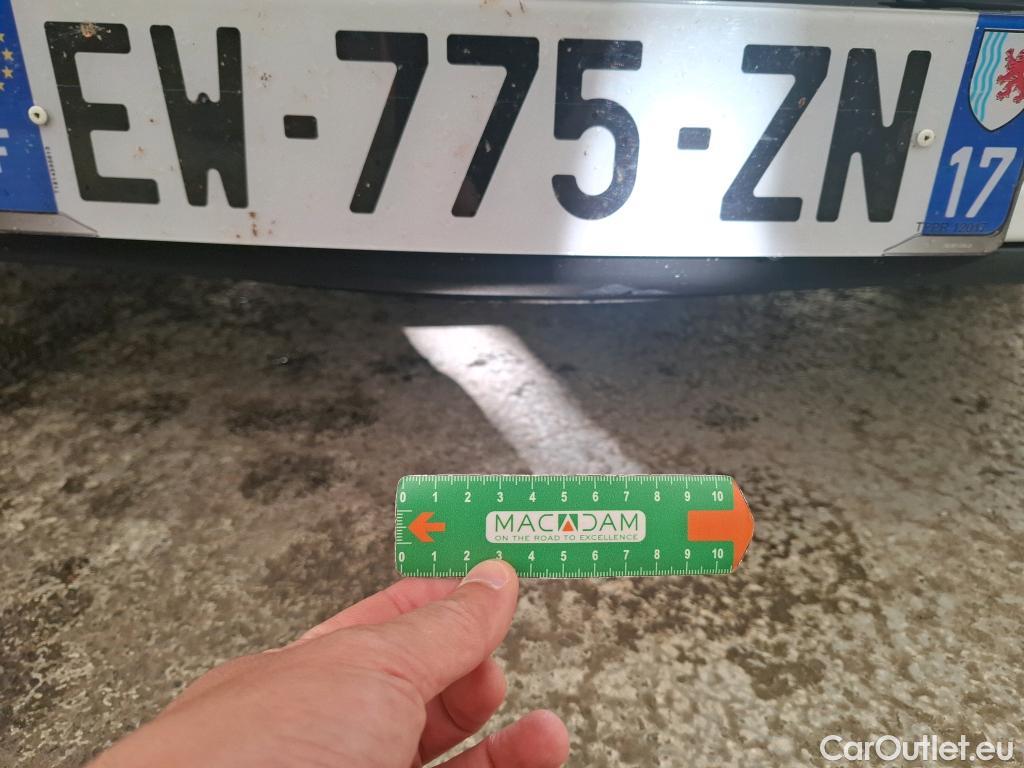 F
EW-775-ZN
17
0 1 2 3 4 5 6 7 8 9 10
MACADAM
ON THE ROAD TO EXCELLENCE
0 1 2 3 4 5 6 7 8 9 10
CarOutlet.eu